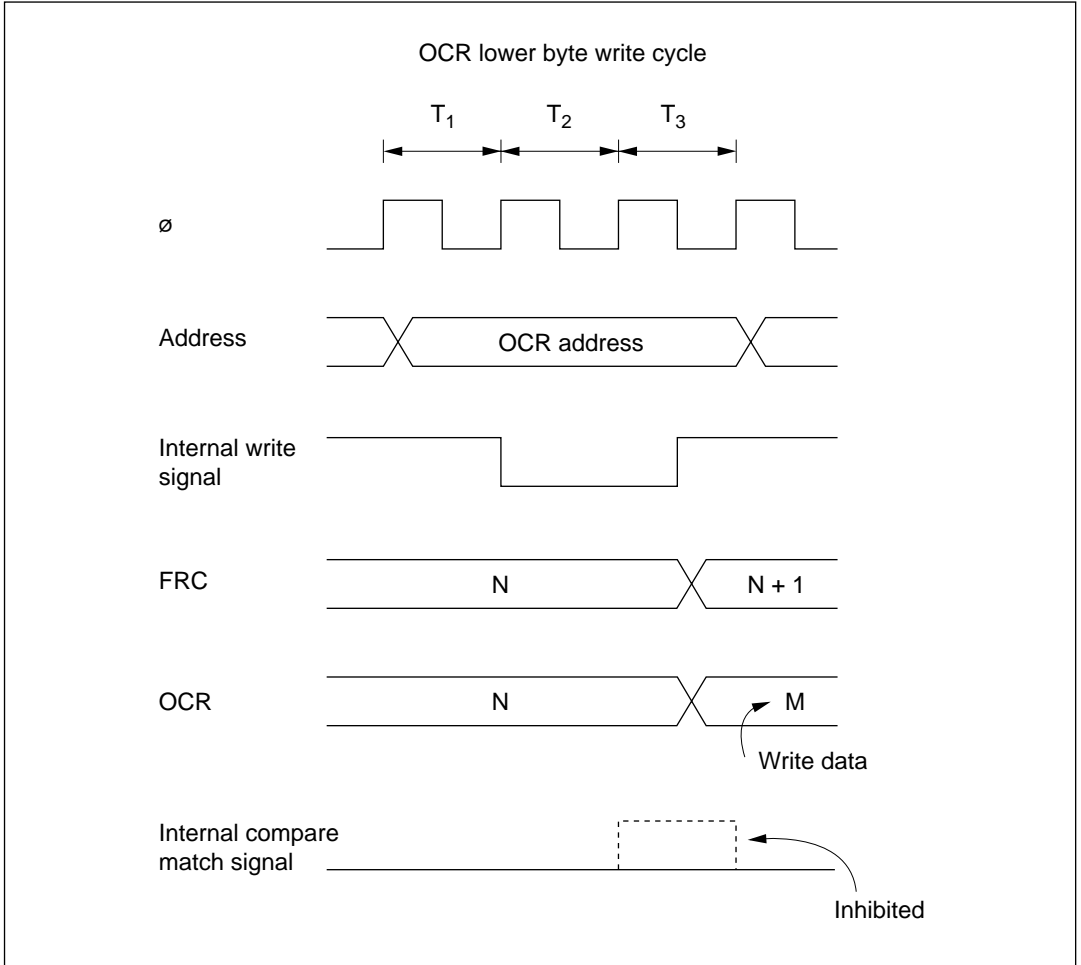 OCR lower byte write cycle
T1 T2 T3
ø
Address
OCR address
Internal write
signal
FRC
N
N + 1
OCR
N
M
Write data
Internal compare
match signal
Inhibited